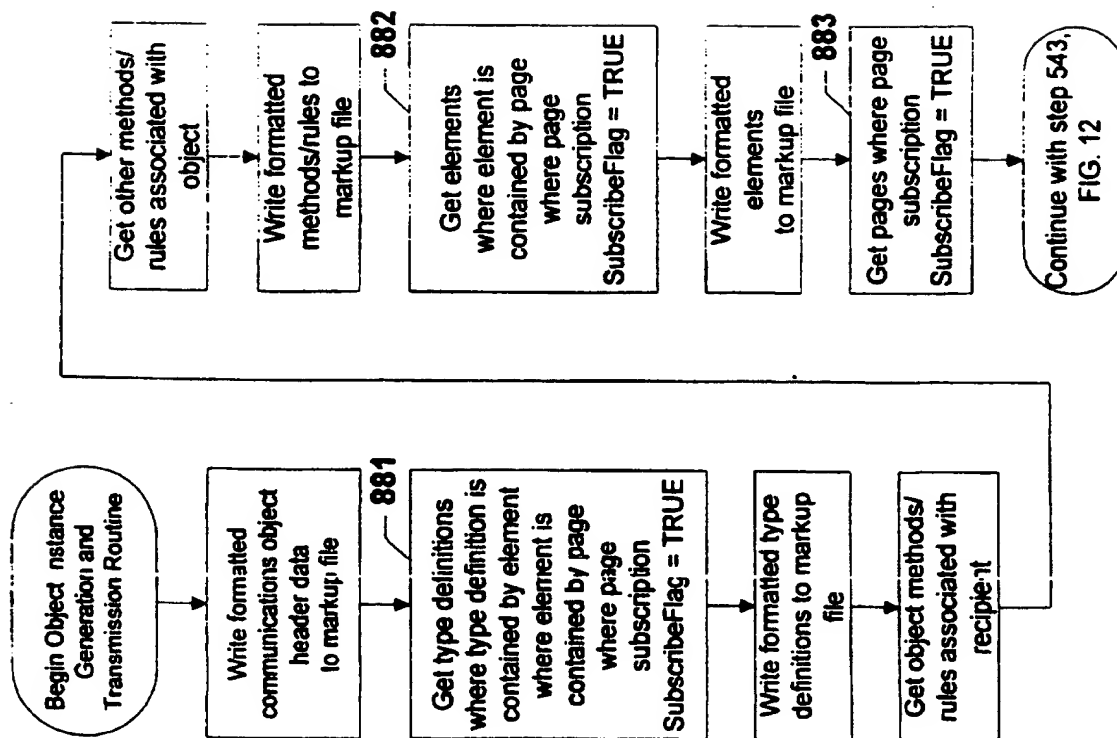 Begin Object nstance
Generation and
Transmission Routine
Write formatted
communications object
header data
to markup file
881
Get type definitions
where type definition is
contained by element
where element is
contained by page
where page
subscription
SubscribeFlag = TRUE
Write formatted type
definitions to markup
file
Get object methods/
rules associated with
recipient
Get other methods/
rules associated with
object
Write formatted
methods/rules to
markup file
882
Get elements
where element is
contained by page
where page
subscription
SubscribeFlag = TRUE
Write formatted
elements
to markup file
883
Get pages where page
subscription
SubscribeFlag = TRUE
Continue with step 543,
FIG. 12